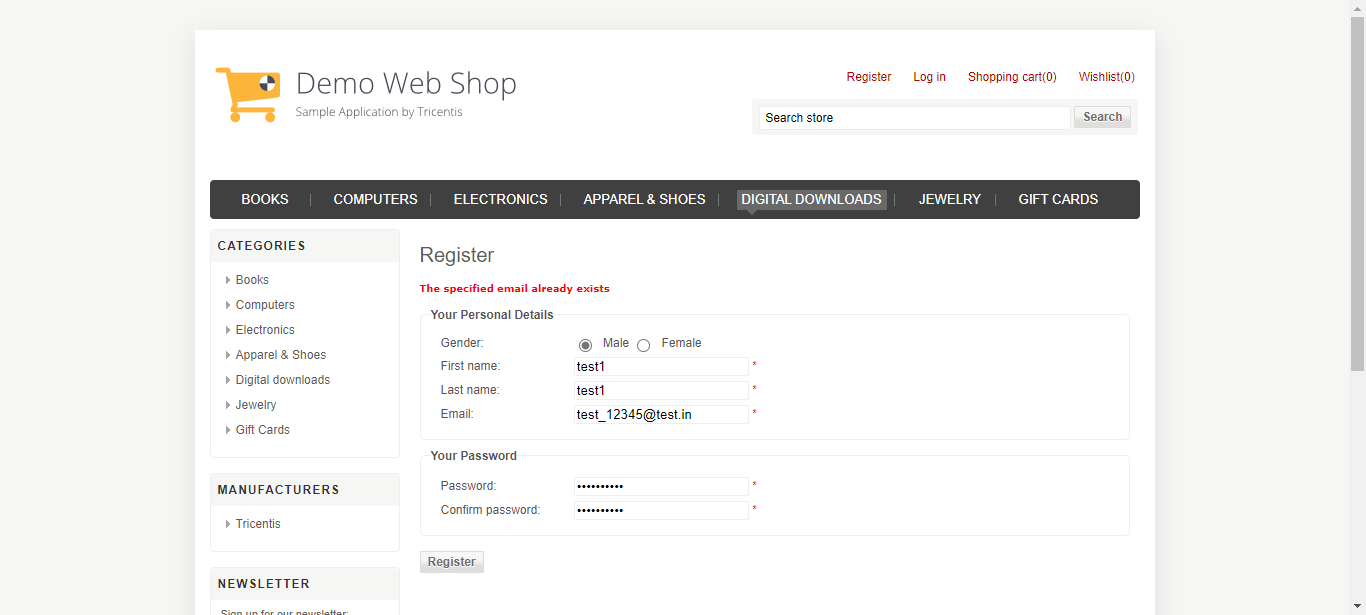 Demo Web Shop
Sample Application by Tricentis
Register Log in Shopping cart(0) Wishlist(0)
Search store Search
BOOKS COMPUTERS ELECTRONICS APPAREL & SHOES DIGITAL DOWNLOADS JEWELRY GIFT CARDS
CATEGORIES
Books
Computers
Electronics
Apparel & Shoes
Digital downloads
Jewelry
Gift Cards
MANUFACTURERS
Tricentis
NEWSLETTER
Sign up for our newsletter:
Register
The specified email already exists
Your Personal Details
Gender: Male Female
First name: test1 *
Last name: test1 *
Email: test_12345@test.in *
Your Password
Password: •••••••••• *
Confirm password: •••••••••• *
Register